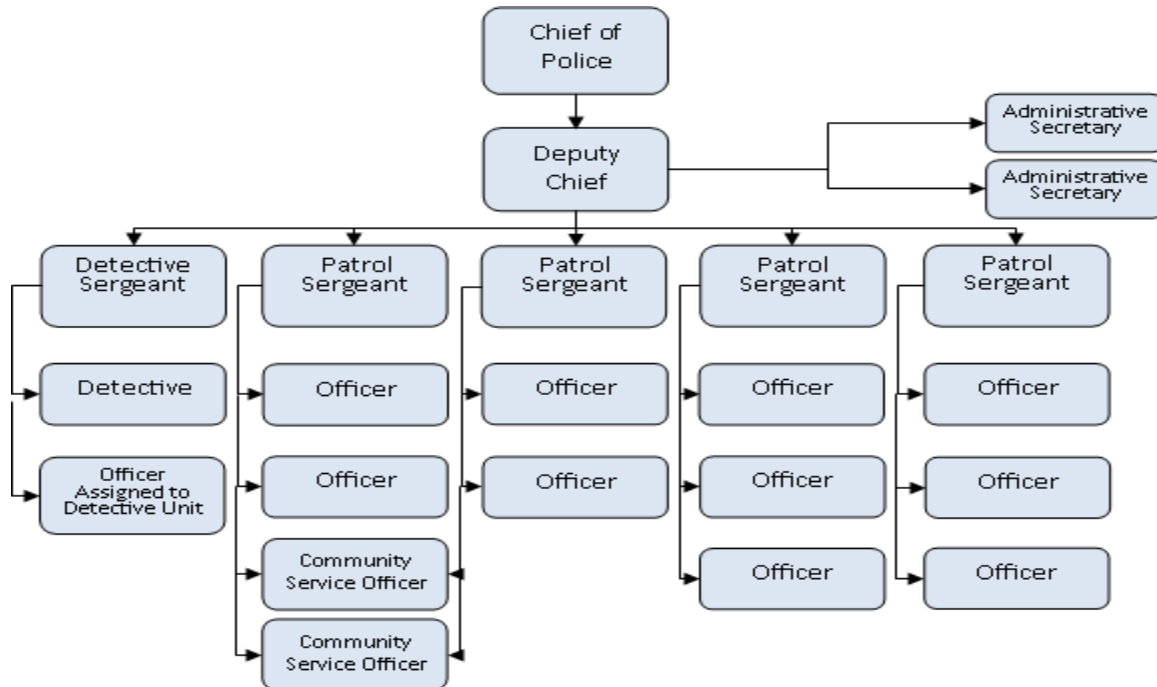 Chief of
Police
Administrative
Secretary
Deputy
Chief
Administrative
Secretary
Detective
Sergeant
Patrol
Sergeant
Patrol
Sergeant
Patrol
Sergeant
Patrol
Sergeant
Detective
Officer
Officer
Officer
Officer
Officer
Assigned to
Detective Unit
Officer
Officer
Officer
Officer
Community
Service Officer
Officer
Officer
Community
Service Officer